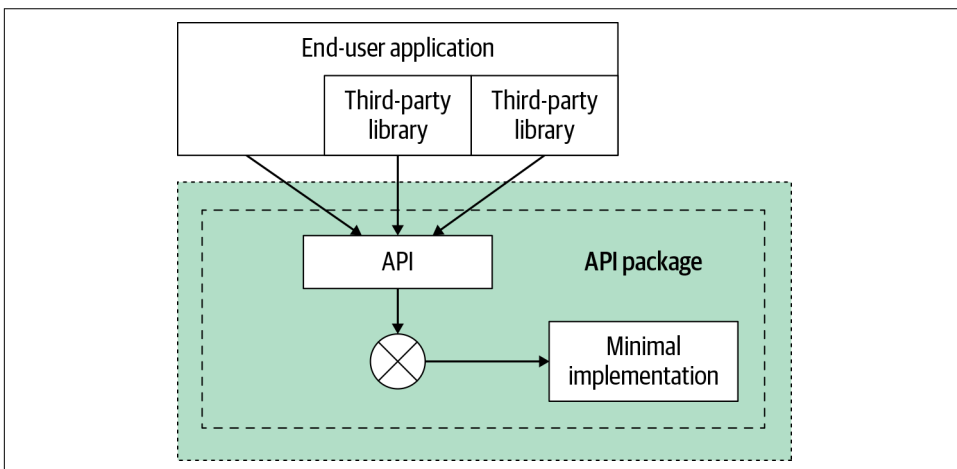 End-user application
Third-party
library
Third-party
library
API
API package
Minimal
implementation